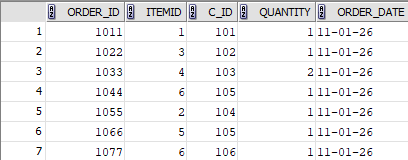 ORDER_ID ITEMID C_ID QUANTITY ORDER_DATE
1 1011 1 101 1 11-01-26
2 1022 3 102 1 11-01-26
3 1033 4 103 2 11-01-26
4 1044 6 105 1 11-01-26
5 1055 2 104 1 11-01-26
6 1066 5 105 1 11-01-26
7 1077 6 106 1 11-01-26